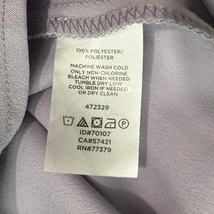 100% POLYESTER/
POLIÉSTER
MACHINE WASH COLD
ONLY NON-CHLORINE
BLEACH WHEN NEEDED
TUMBLE DRY LOW
COOL IRON IF NEEDED
OR DRY CLEAN
472329
ID#70107
CA#57421
RN#77379